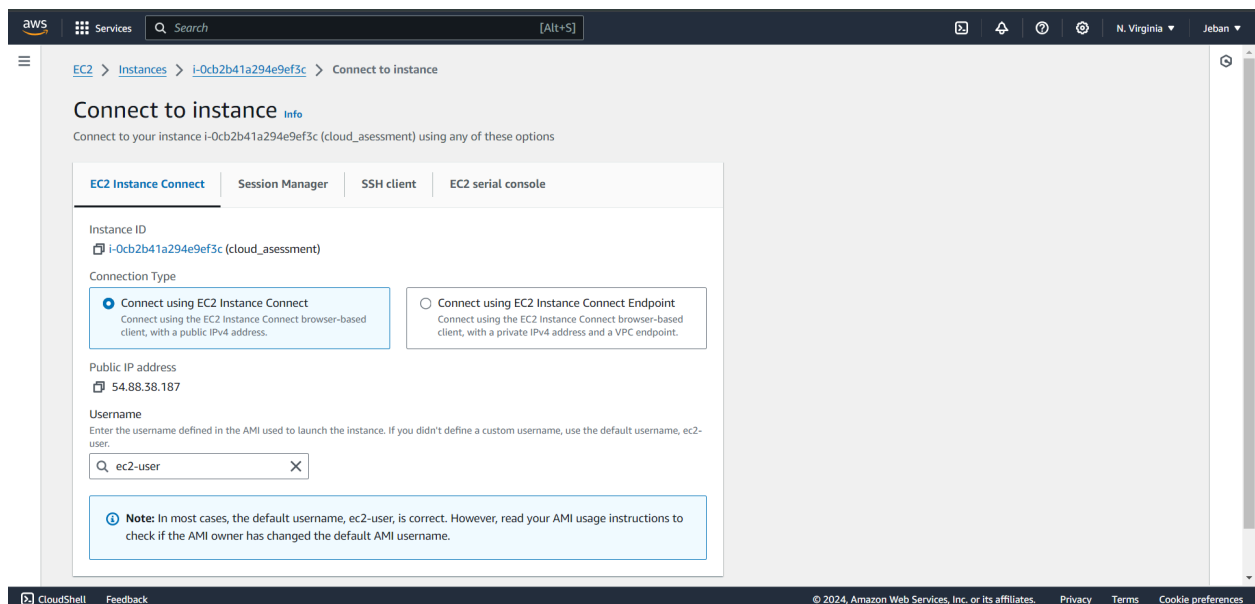 aws
Services
Search
[Alt+S]
N. Virginia
Jeban
EC2 > Instances > i-0cb2b41a294e9ef3c > Connect to instance
Connect to instance Info
Connect to your instance i-0cb2b41a294e9ef3c (cloud_asessment) using any of these options
EC2 Instance Connect
Session Manager
SSH client
EC2 serial console
Instance ID
i-0cb2b41a294e9ef3c (cloud_asessment)
Connection Type
Connect using EC2 Instance Connect
Connect using the EC2 Instance Connect browser-based
client, with a public IPv4 address.
Connect using EC2 Instance Connect Endpoint
Connect using the EC2 Instance Connect browser-based
client, with a private IPv4 address and a VPC endpoint.
Public IP address
54.88.38.187
Username
Enter the username defined in the AMI used to launch the instance. If you didn't define a custom username, use the default username, ec2-
user.
ec2-user
Note: In most cases, the default username, ec2-user, is correct. However, read your AMI usage instructions to
check if the AMI owner has changed the default AMI username.
CloudShell
Feedback
© 2024, Amazon Web Services, Inc. or its affiliates.
Privacy
Terms
Cookie preferences